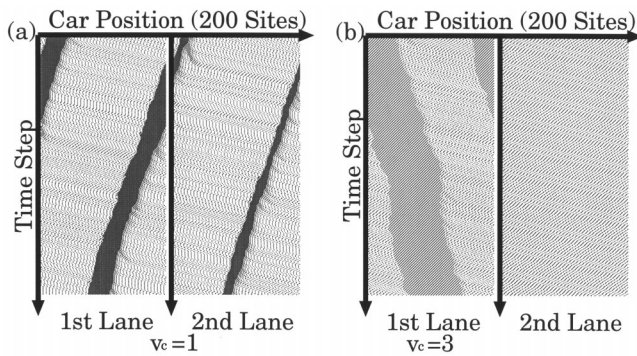 (a) Car Position (200 Sites)
Time Step
1st Lane 2nd Lane
vc=1
(b) Car Position (200 Sites)
Time Step
1st Lane 2nd Lane
vc=3